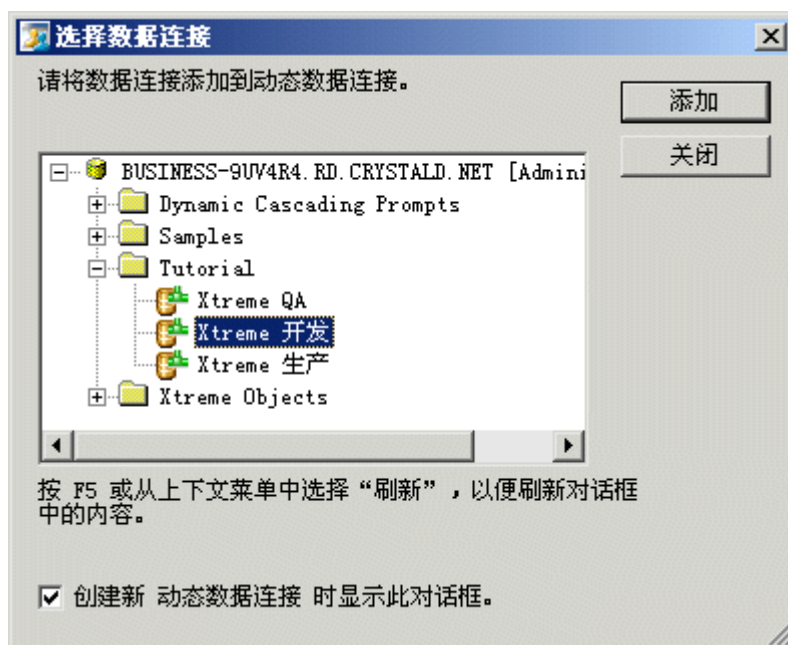 选择数据连接
请将数据连接添加到动态数据连接。
添加
关闭
BUSINESS-9UV4R4.RD.CRYSTALD.NET [Admini
Dynamic Cascading Prompts
Samples
Tutorial
Xtreme QA
Xtreme 开发
Xtreme 生产
Xtreme Objects
按 F5 或从上下文菜单中选择“刷新”，以便刷新对话框
中的内容。
创建新 动态数据连接 时显示此对话框。